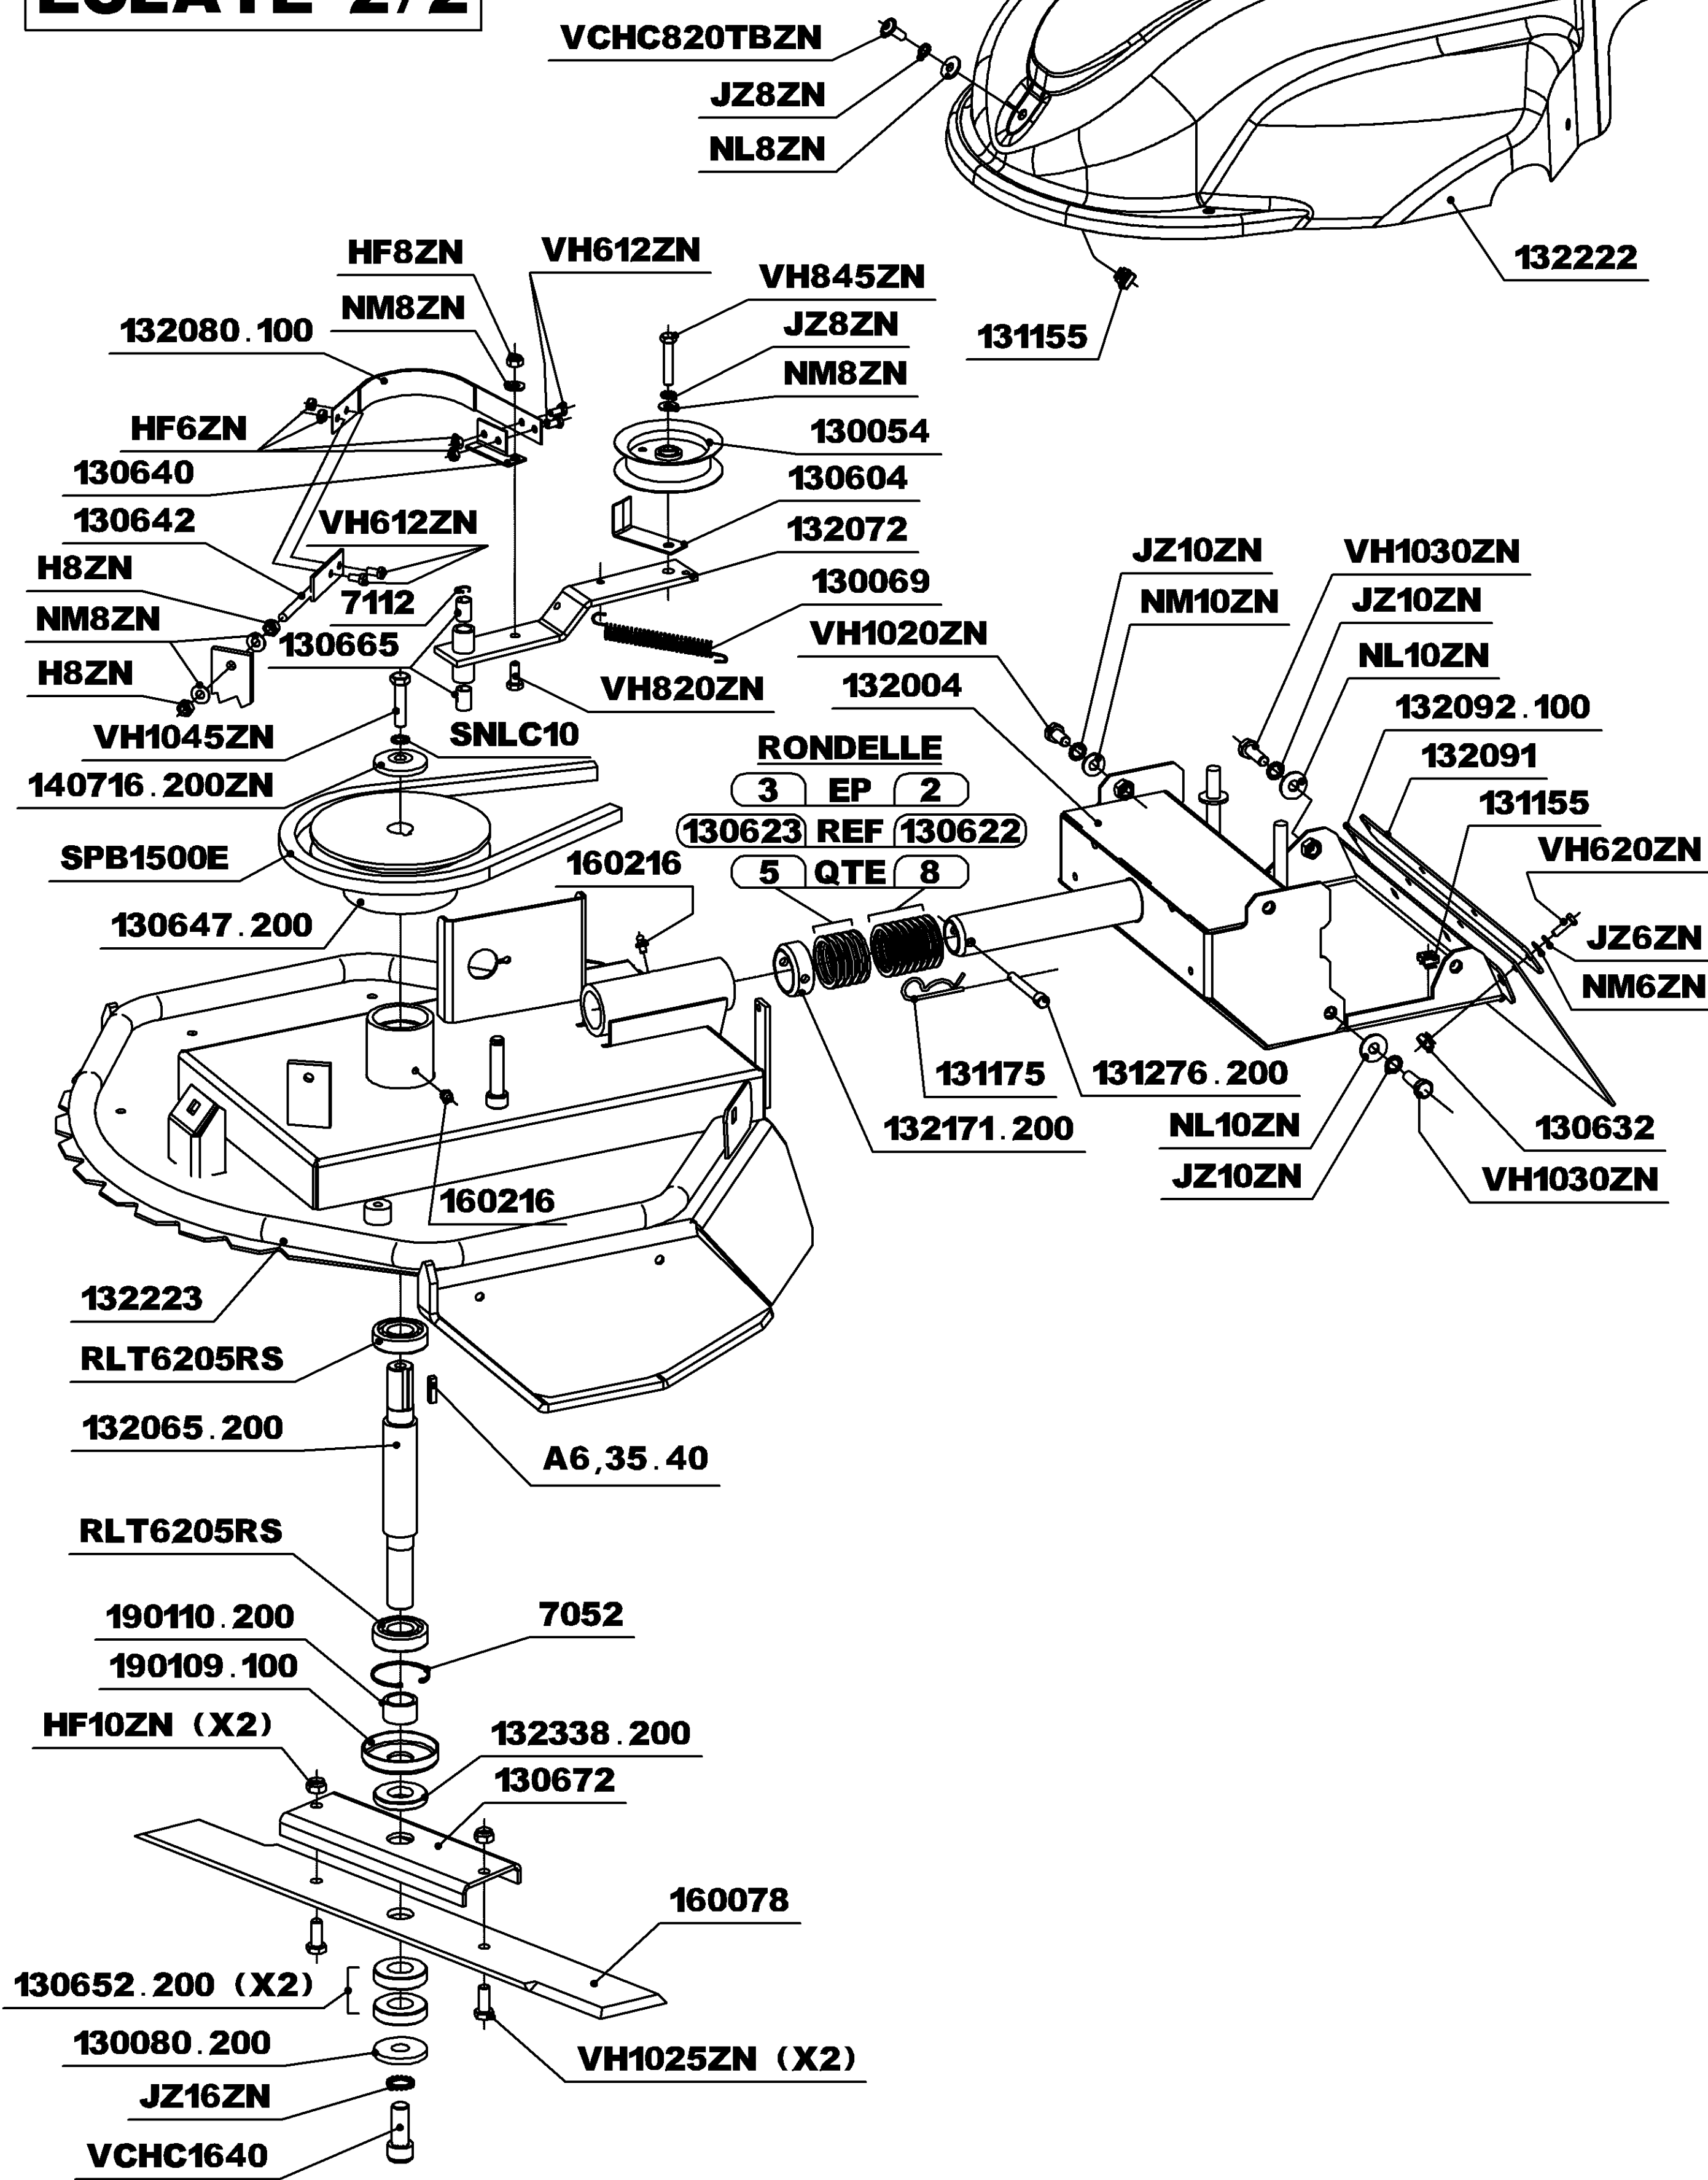 ECLATE 2/2
VCHC820TBZN
JZ8ZN
NL8ZN
132222
131155
HF8ZN
VH612ZN
NM8ZN
VH845ZN
132080.100
JZ8ZN
NM8ZN
HF6ZN
130054
130640
130604
130642
VH612ZN
132072
H8ZN
7112
130069
NM8ZN
130665
VH1020ZN
H8ZN
VH820ZN
132004
JZ10ZN
NM10ZN
VH1030ZN
JZ10ZN
NL10ZN
132092.100
132091
131155
VH620ZN
JZ6ZN
NM6ZN
VH1045ZN
SNLC10
140716.200ZN
RONDELLE
3 EP 2
130623 REF 130622
5 QTE 8
SPB1500E
160216
130647.200
131175
131276.200
132171.200
NL10ZN
130632
JZ10ZN
VH1030ZN
160216
132223
RLT6205RS
132065.200
A6,35.40
RLT6205RS
190110.200
7052
190109.100
HF10ZN (X2)
132338.200
130672
160078
130652.200 (X2)
130080.200
VH1025ZN (X2)
JZ16ZN
VCHC1640